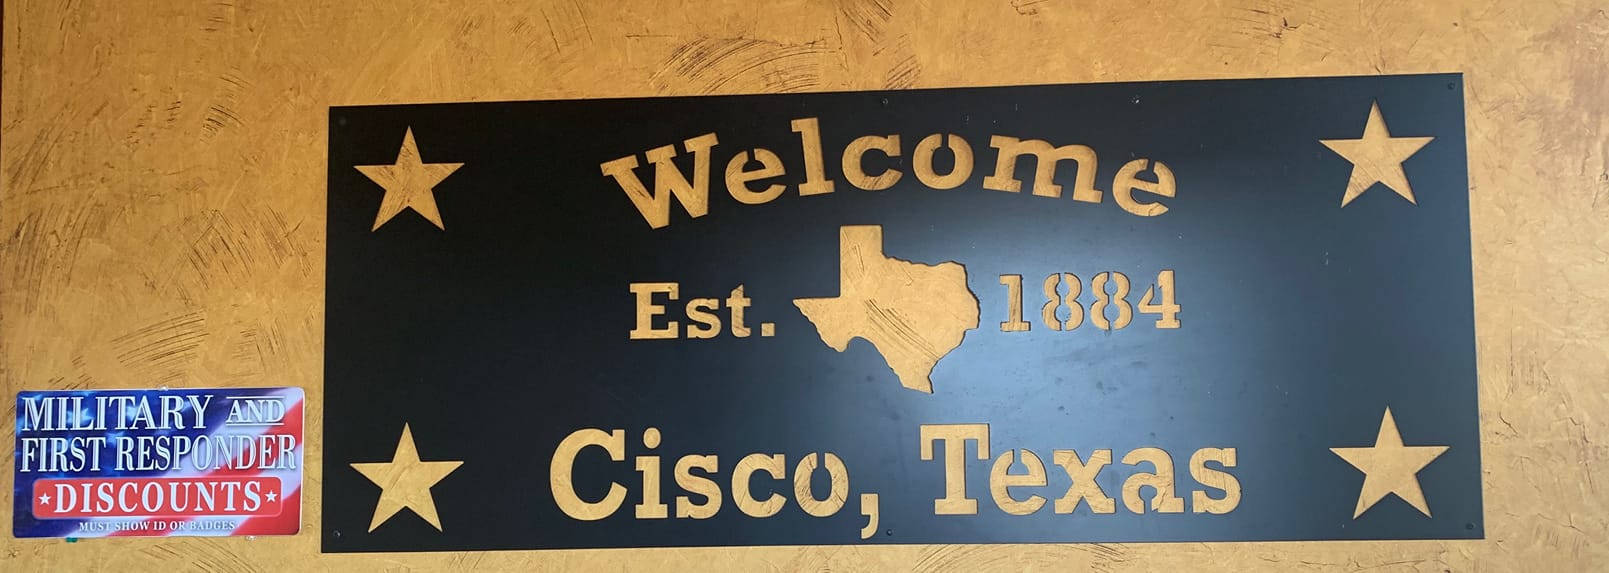 Welcome
Est. 1884
Cisco, Texas
MILITARY AND
FIRST RESPONDER
DISCOUNTS
MUST SHOW ID OR BADGES